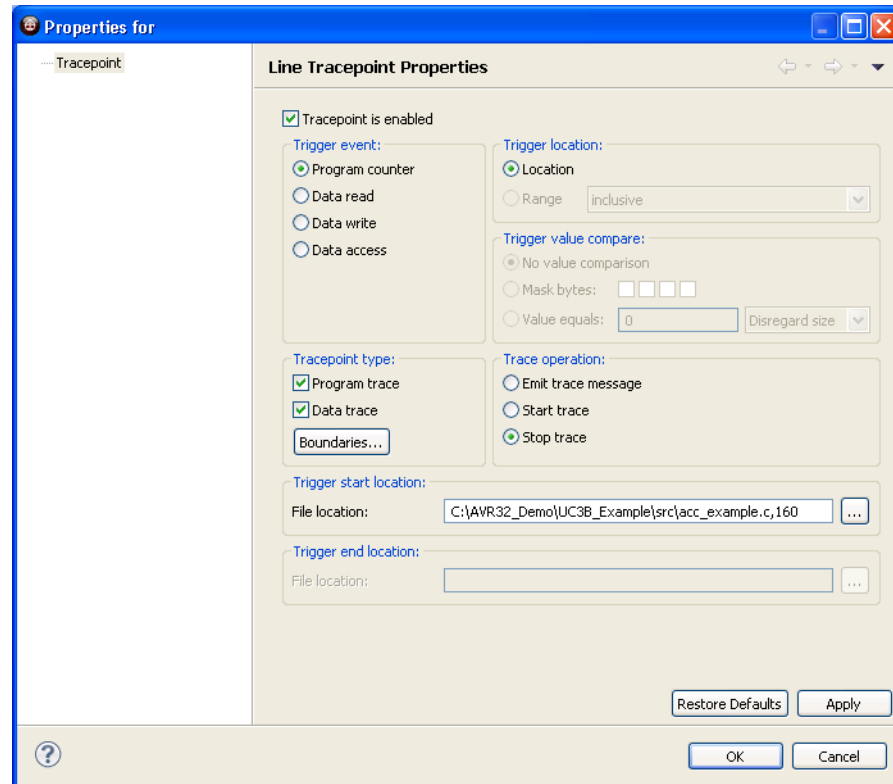 Properties for
Tracepoint
Line Tracepoint Properties
Tracepoint is enabled
Trigger event:
Program counter
Data read
Data write
Data access
Trigger location:
Location
Range inclusive
Trigger value compare:
No value comparison
Mask bytes:
Value equals: 0 Disregard size
Tracepoint type:
Program trace
Data trace
Boundaries...
Trace operation:
Emit trace message
Start trace
Stop trace
Trigger start location:
File location: C:\AVR32_Demo\UC3B_Example\src\acc_example.c,160 ...
Trigger end location:
File location: ...
Restore Defaults Apply
? OK Cancel